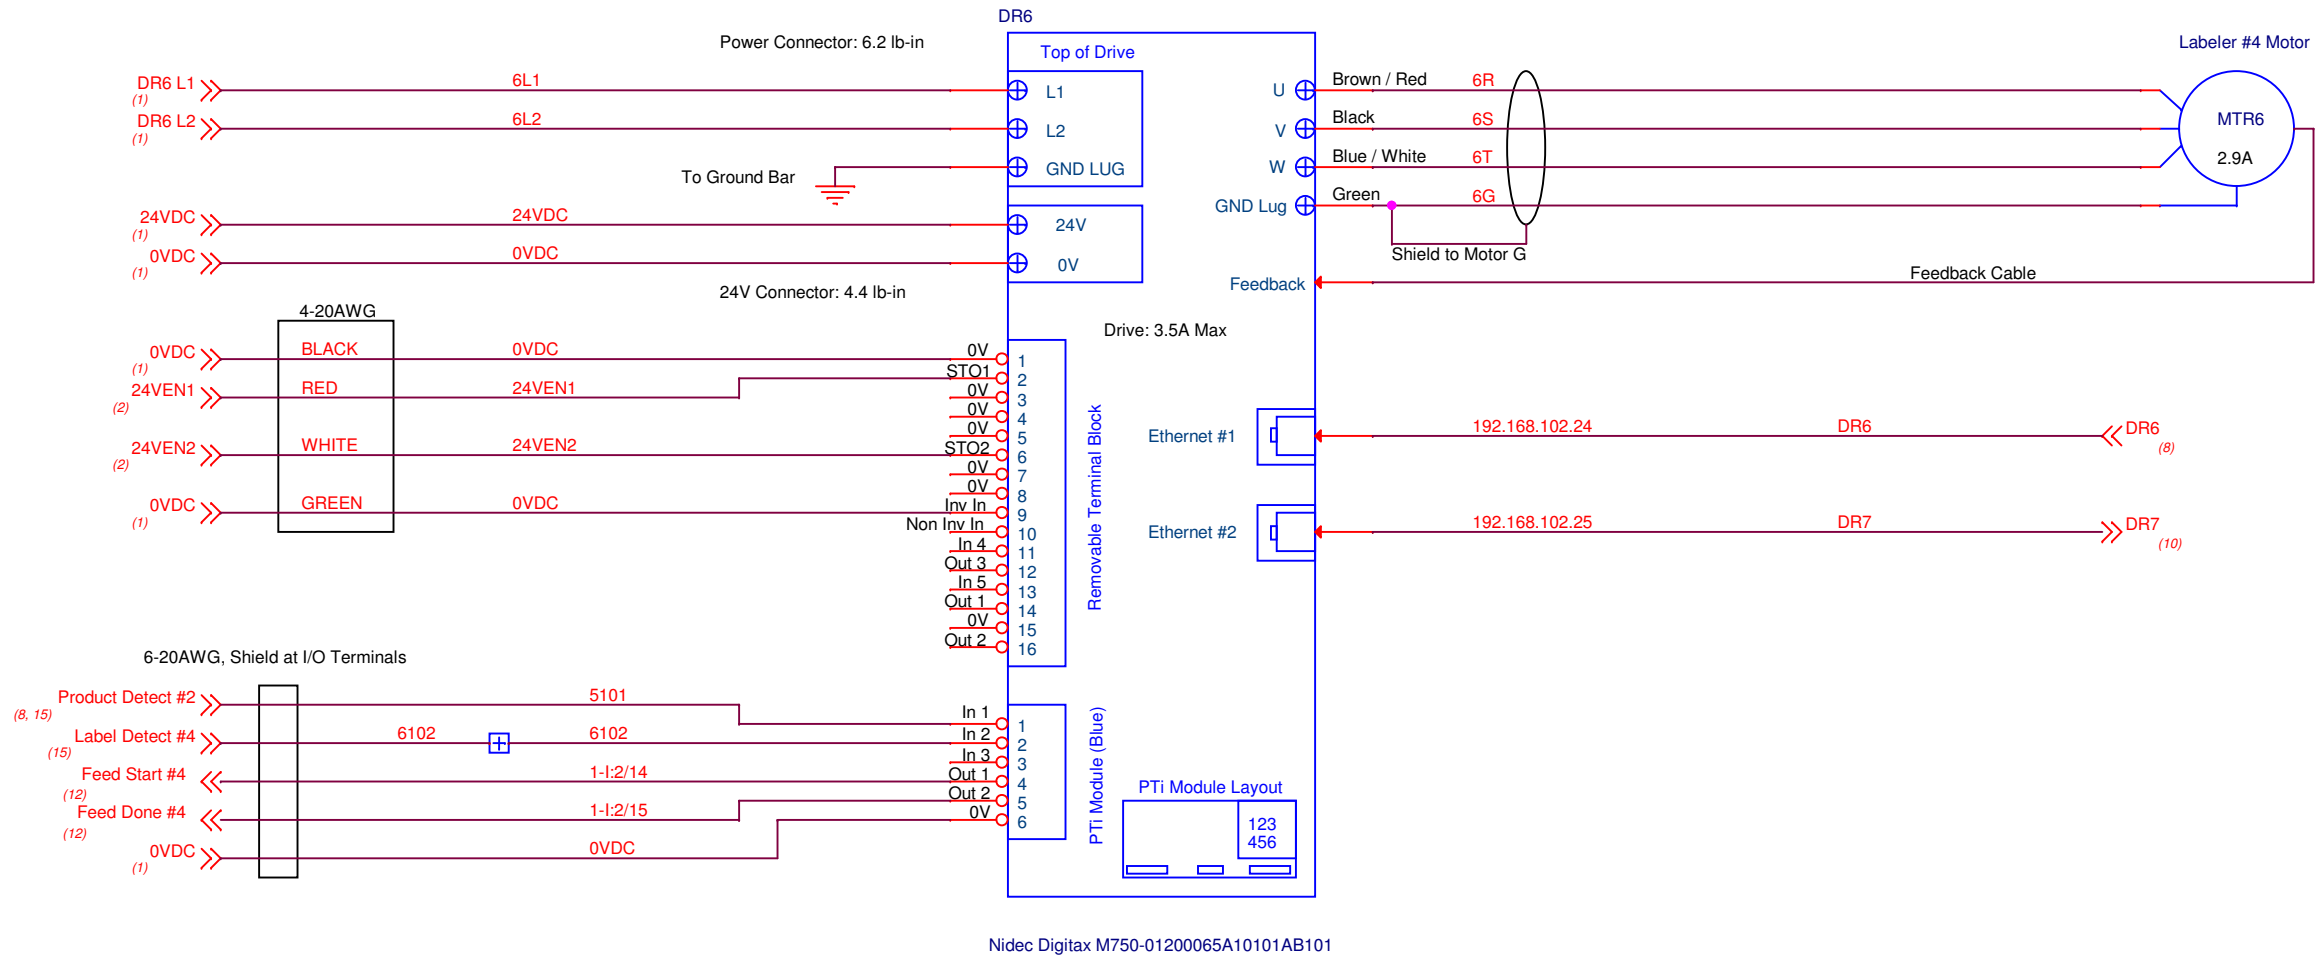 DR6
Power Connector: 6.2 lb-in
Top of Drive
Labeler #4 Motor
DR6 L1
(1)
6L1
L1
DR6 L2
(1)
6L2
L2
To Ground Bar
GND LUG
24VDC
(1)
24VDC
24V
0VDC
(1)
0VDC
0V
24V Connector: 4.4 lb-in
U
Brown / Red
6R
V
Black
6S
W
Blue / White
6T
GND Lug
Green
6G
MTR6
2.9A
Shield to Motor G
Feedback
Feedback Cable
Drive: 3.5A Max
4-20AWG
0VDC
(1)
BLACK
0VDC
24VEN1
(2)
RED
24VEN1
24VEN2
(2)
WHITE
24VEN2
0VDC
(1)
GREEN
0VDC
0V
1
STO1
2
0V
3
0V
4
0V
5
STO2
6
0V
7
0V
8
Inv In
9
Non Inv In
10
In 4
11
Out 3
12
In 5
13
Out 1
14
0V
15
Out 2
16
Removable Terminal Block
Ethernet #1
192.168.102.24
DR6
DR6
(8)
Ethernet #2
192.168.102.25
DR7
DR7
(10)
6-20AWG, Shield at I/O Terminals
Product Detect #2
(8, 15)
5101
Label Detect #4
(15)
6102
6102
Feed Start #4
(12)
1-I:2/14
Feed Done #4
(12)
1-I:2/15
0VDC
(1)
0VDC
In 1
1
In 2
2
In 3
3
Out 1
4
Out 2
5
0V
6
PTi Module (Blue)
PTi Module Layout
123
456
Nidec Digitax M750-01200065A10101AB101